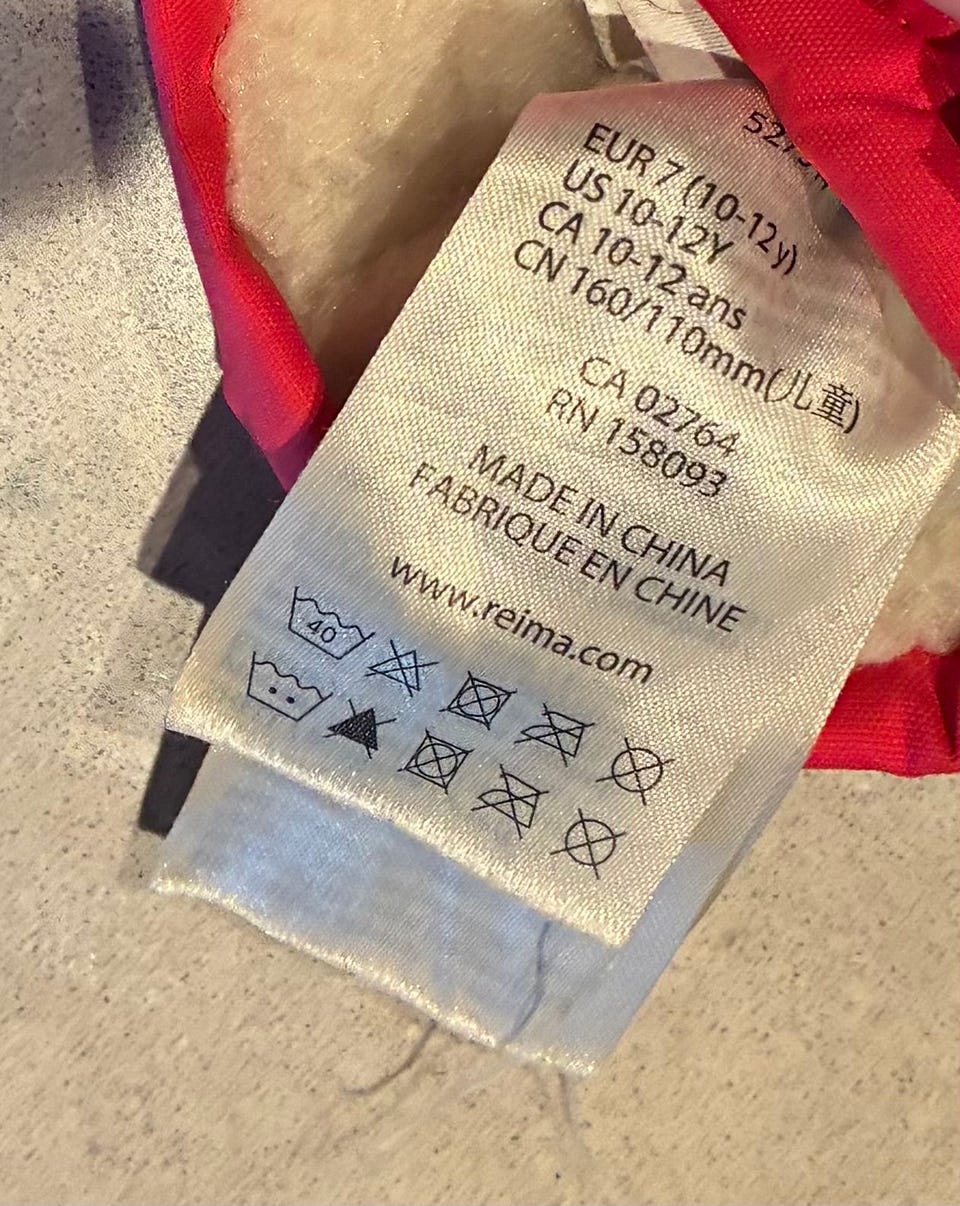 EUR 7 (10-12y)
US 10-12Y
CA 10-12 ans
CN 160/110mm(儿童)
CA 02764
RN 158093
MADE IN CHINA
FABRIQUE EN CHINE
www.reima.com
40